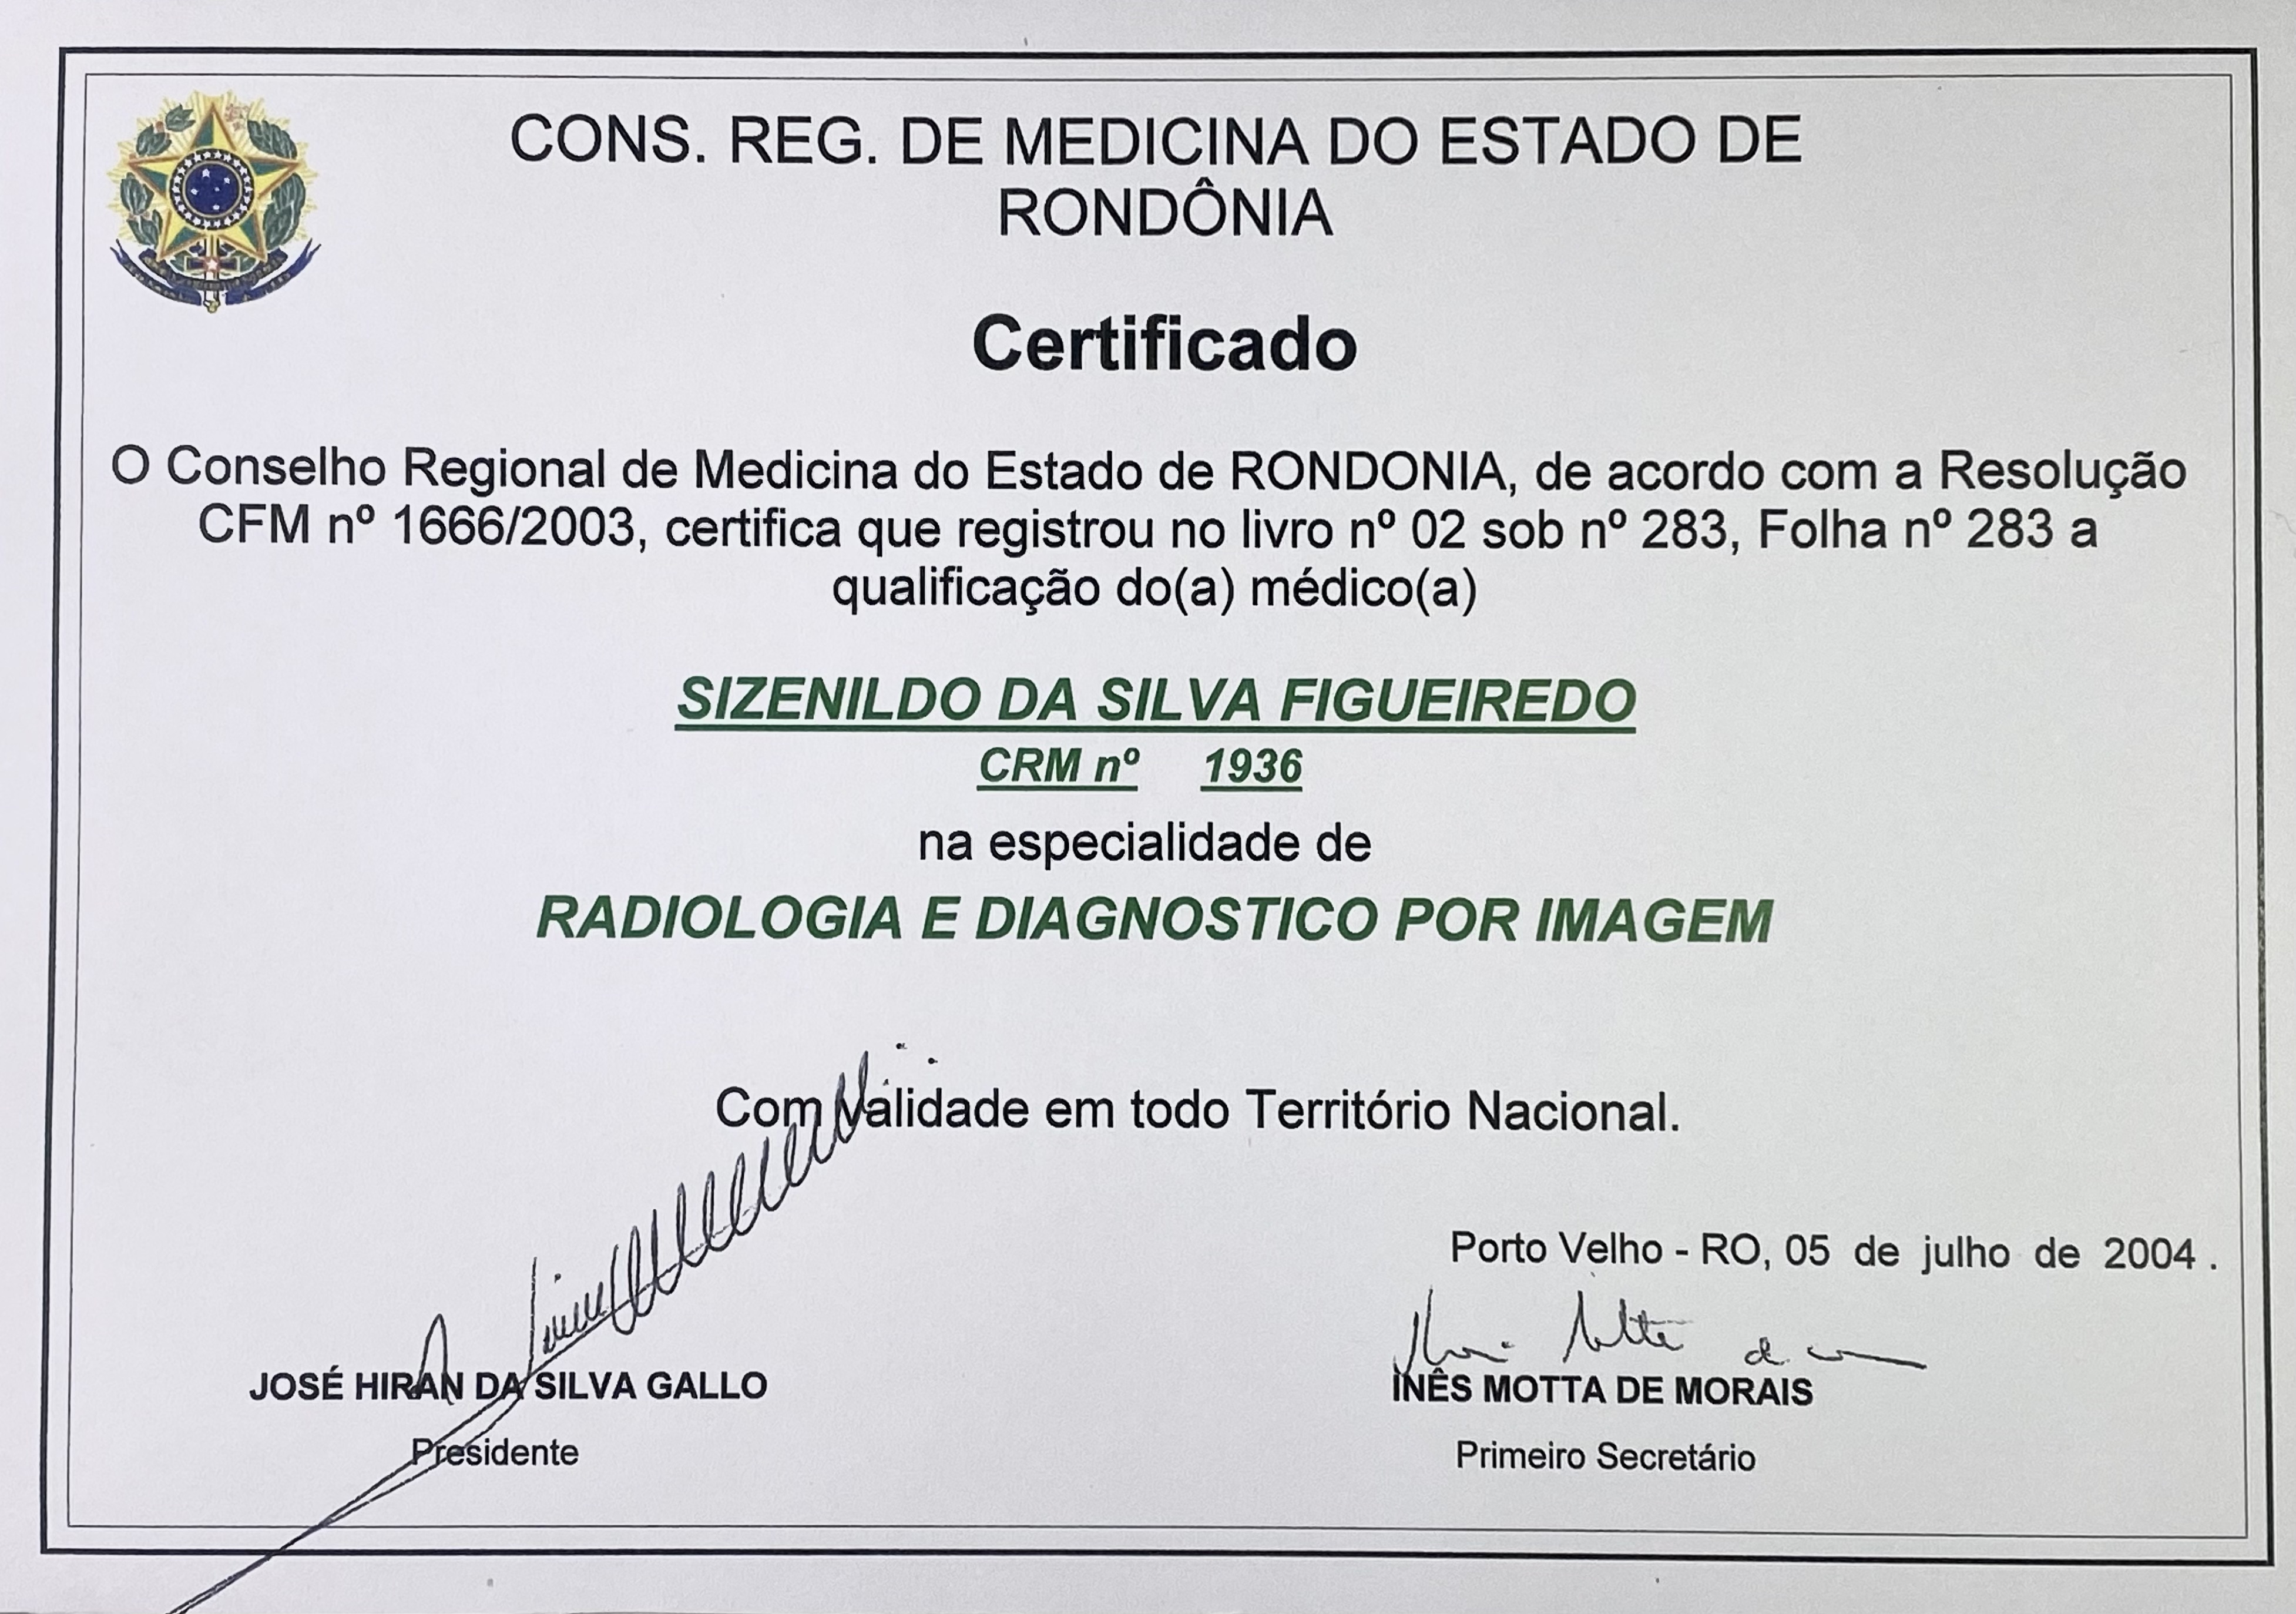 CONS. REG. DE MEDICINA DO ESTADO DE
RONDÔNIA
Certificado
O Conselho Regional de Medicina do Estado de RONDONIA, de acordo com a Resolução
CFM nº 1666/2003, certifica que registrou no livro nº 02 sob nº 283, Folha nº 283 a
qualificação do(a) médico(a)
SIZENILDO DA SILVA FIGUEIREDO
CRM nº 1936
na especialidade de
RADIOLOGIA E DIAGNOSTICO POR IMAGEM
Com validade em todo Território Nacional.
Porto Velho - RO, 05 de julho de 2004 .
JOSÉ HIRAN DA SILVA GALLO
Presidente
INÊS MOTTA DE MORAIS
Primeiro Secretário